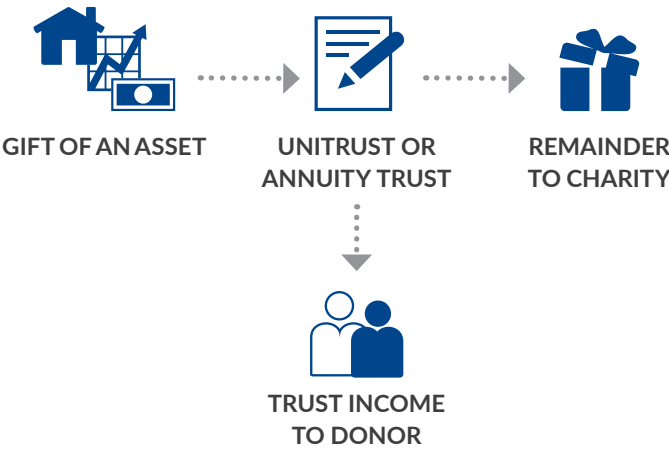 GIFT OF AN ASSET
UNITRUST OR
ANNUITY TRUST
REMAINDER
TO CHARITY
TRUST INCOME
TO DONOR